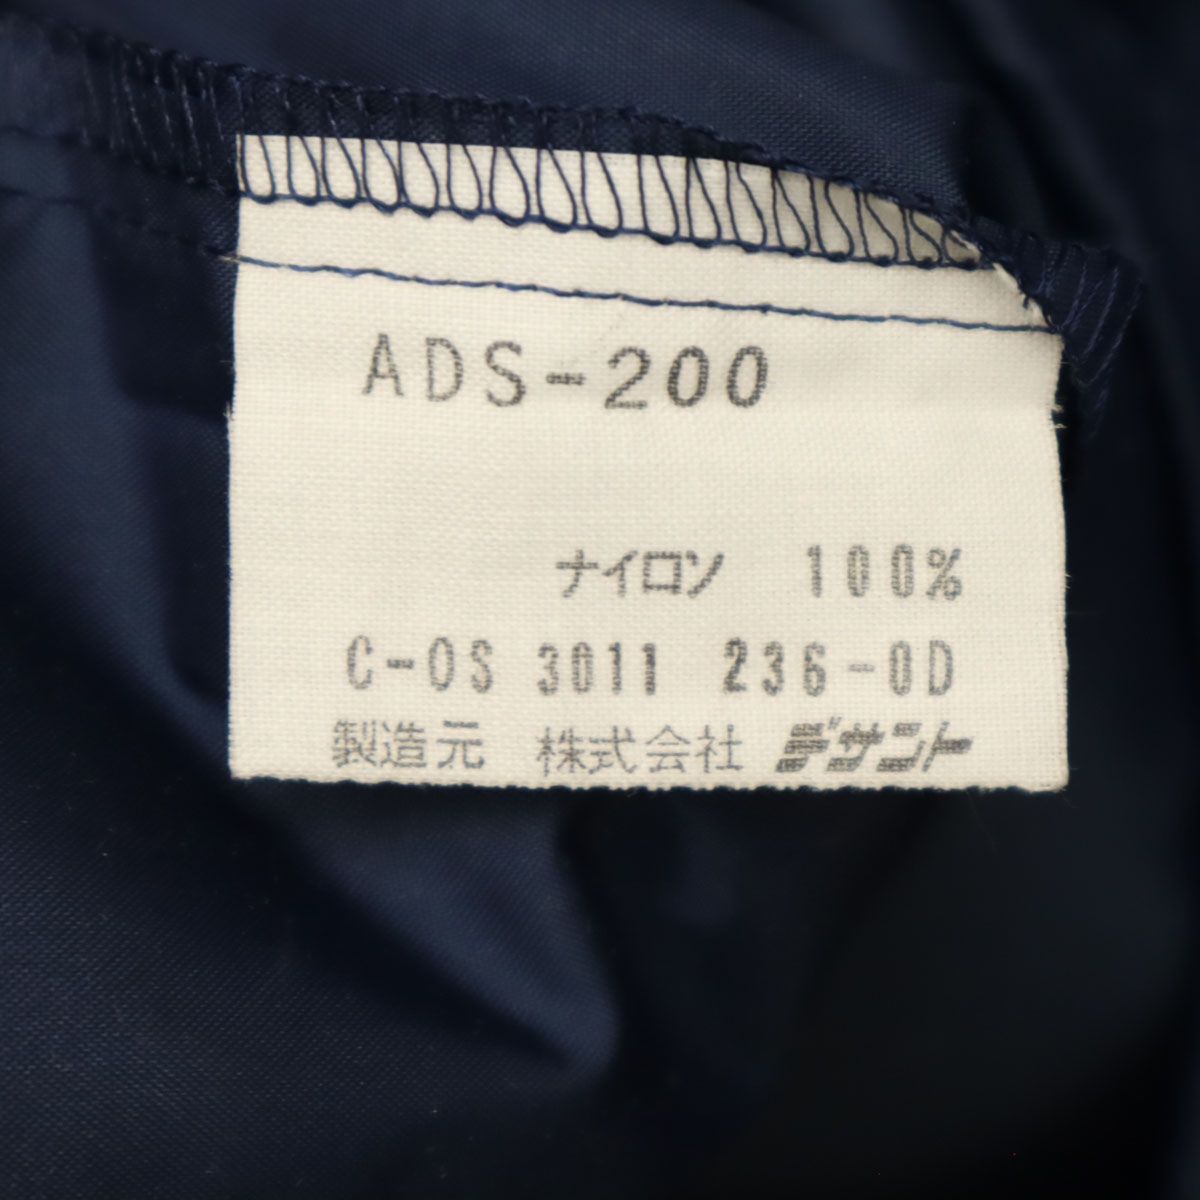 ADS-200
ナイロン 100%
C-OS 3011 236-0D
製造元 株式会社 デサント